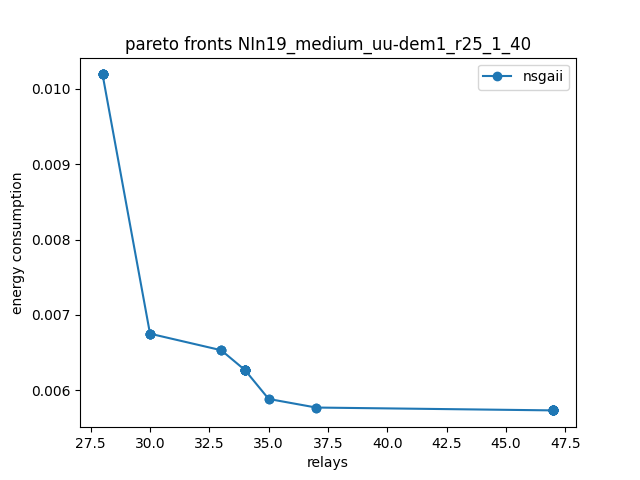 pareto fronts NIn19_medium_uu-dem1_r25_1_40
nsgaii
energy consumption
0.010
0.009
0.008
0.007
0.006
27.5 30.0 32.5 35.0 37.5 40.0 42.5 45.0 47.5
relays